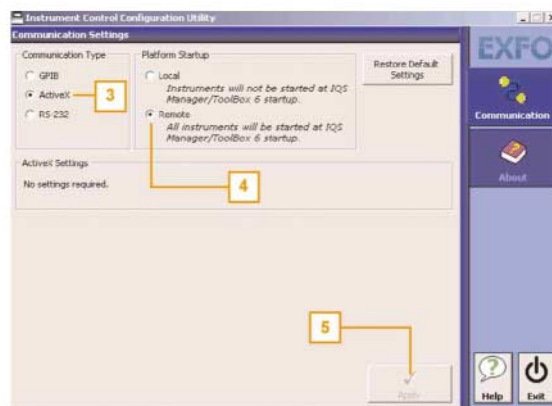 Instrument Control Configuration Utility
Communication Settings
Communication Type
GPIB
ActiveX
RS-232
3
Platform Startup
Local
Instruments will not be started at IQS
Manager/ToolBox 6 startup.
Remote
All instruments will be started at IQS
Manager/ToolBox 6 startup.
4
Restore Default
Settings
ActiveX Settings
No settings required.
5
Apply
EXFO
Communication
About
Help
Exit